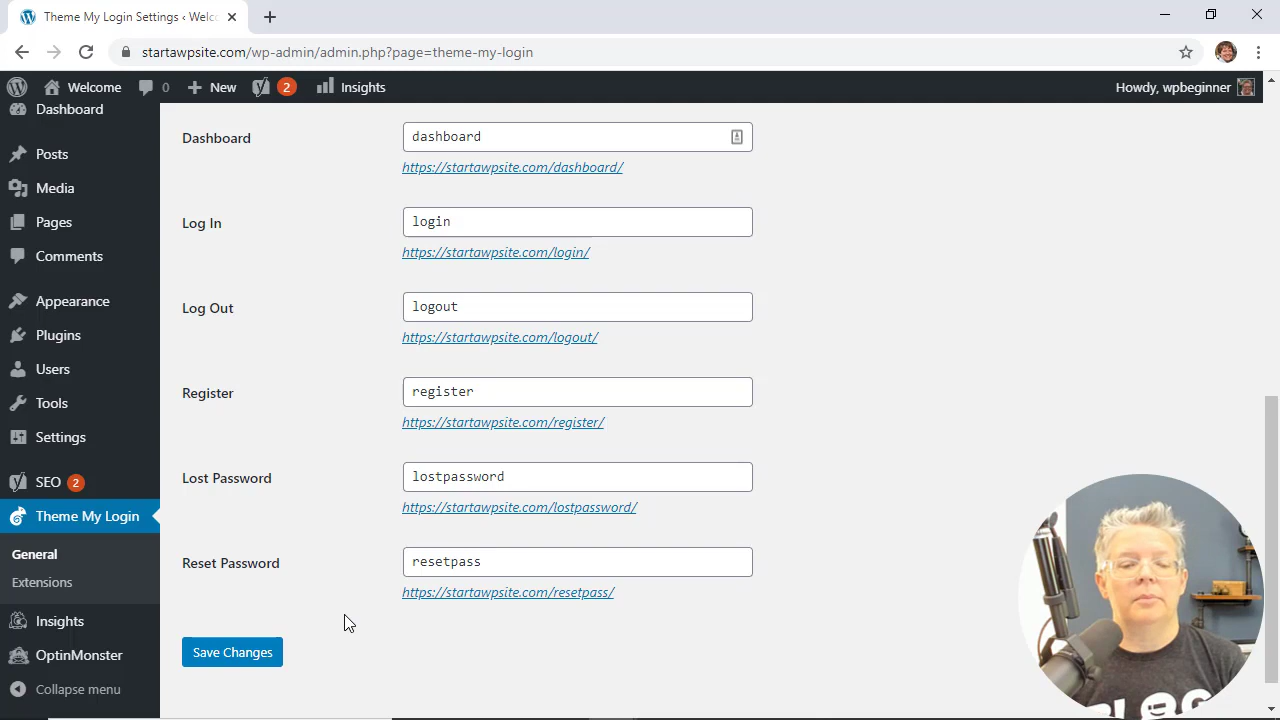 Theme My Login Settings ‹ Welc
startawpsite.com/wp-admin/admin.php?page=theme-my-login
Welcome
0
New
2
Insights
Howdy, wpbeginner
Dashboard
Posts
Media
Pages
Comments
Appearance
Plugins
Users
Tools
Settings
SEO 2
Theme My Login
General
Extensions
Insights
OptinMonster
Collapse menu
Dashboard
dashboard
https://startawpsite.com/dashboard/
Log In
login
https://startawpsite.com/login/
Log Out
logout
https://startawpsite.com/logout/
Register
register
https://startawpsite.com/register/
Lost Password
lostpassword
https://startawpsite.com/lostpassword/
Reset Password
resetpass
https://startawpsite.com/resetpass/
Save Changes